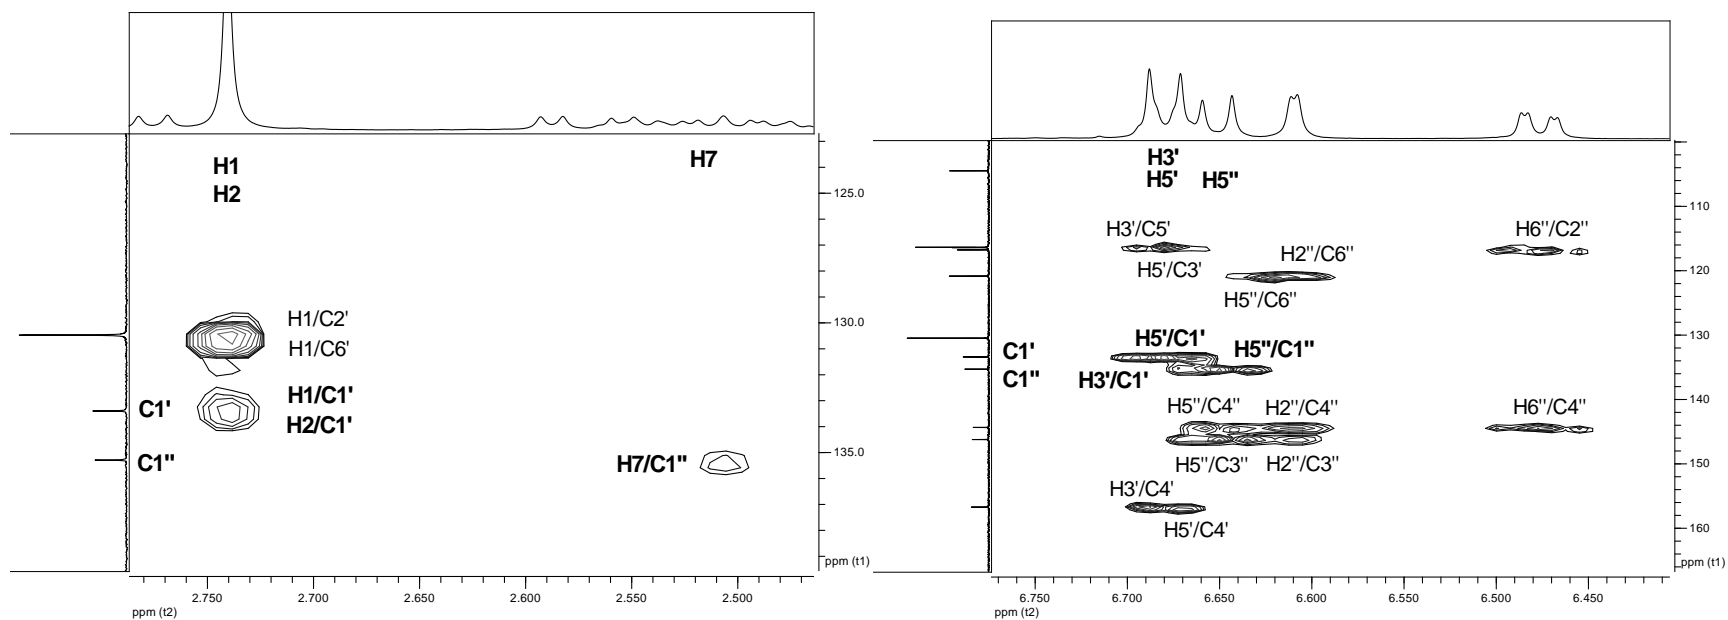 H1
H2
H7
125.0
H1/C2'
130.0
H1/C6'
H1/C1'
C1'
H2/C1'
C1''
H7/C1''
135.0
ppm (t1)
2.750
2.700
2.650
2.600
2.550
2.500
ppm (t2)
H3'
H5'
H5''
110
H3'/C5'
H6''/C2''
H2''/C6''
H5'/C3'
120
H5''/C6''
130
H5'/C1'
C1'
H5''/C1''
C1''
H3'/C1'
140
H5''/C4''
H2''/C4''
H6''/C4''
H5''/C3''
H2''/C3''
150
H3'/C4'
H5'/C4'
160
ppm (t1)
6.750
6.700
6.650
6.600
6.550
6.500
6.450
ppm (t2)